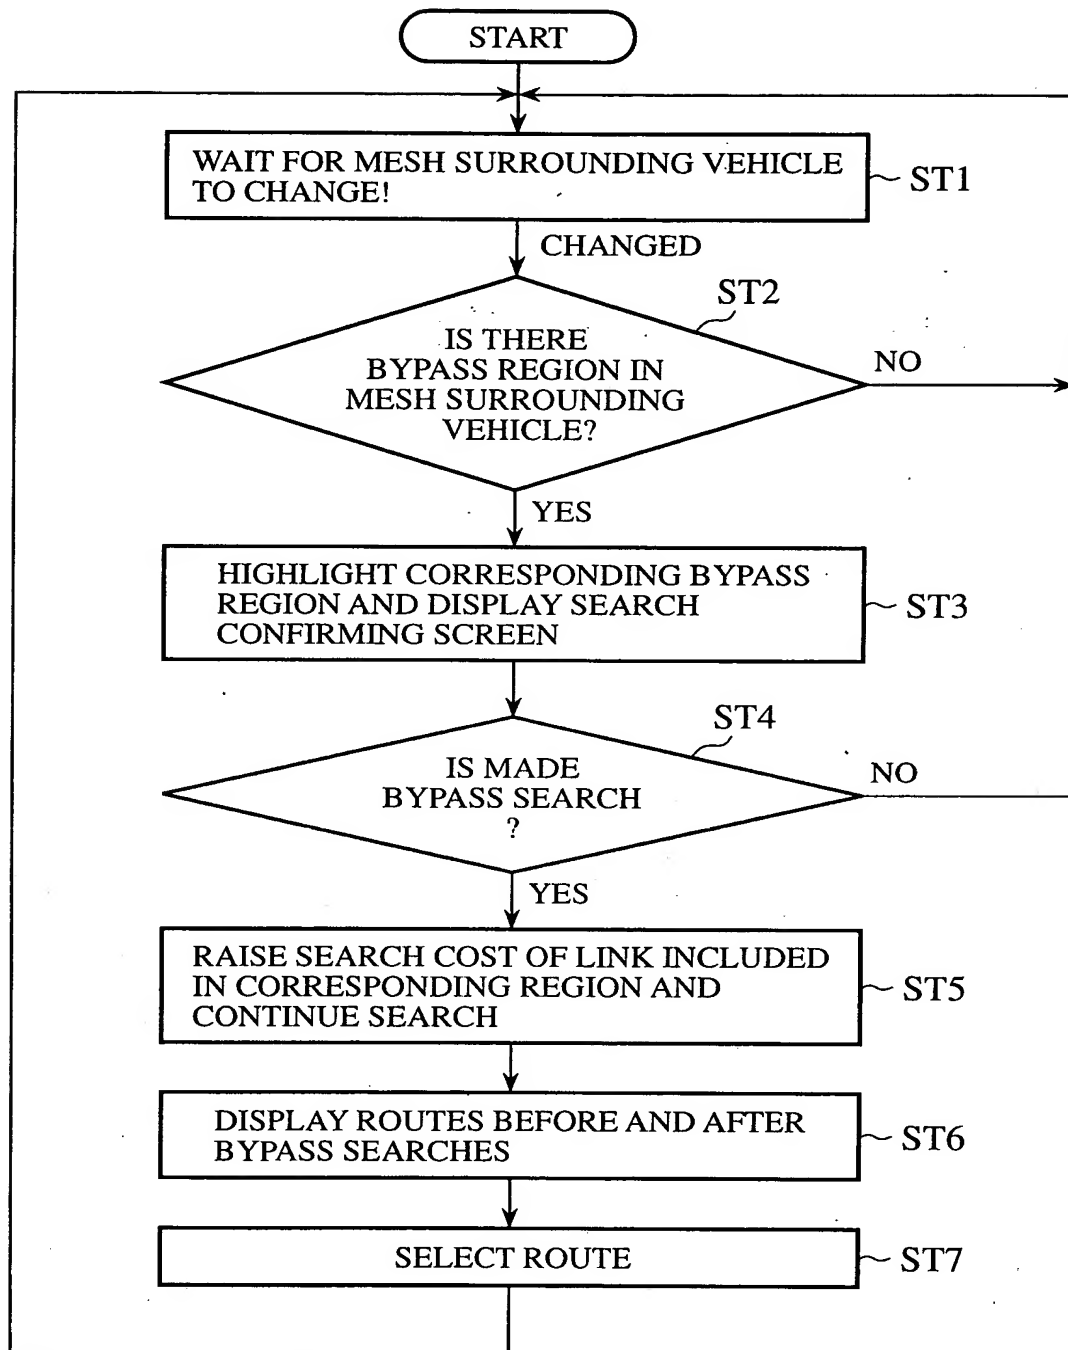 START
WAIT FOR MESH SURROUNDING VEHICLE
TO CHANGE!
ST1
CHANGED
ST2
IS THERE
BYPASS REGION IN
MESH SURROUNDING
VEHICLE?
NO
YES
HIGHLIGHT CORRESPONDING BYPASS
REGION AND DISPLAY SEARCH
CONFIRMING SCREEN
ST3
ST4
IS MADE
BYPASS SEARCH
?
NO
YES
RAISE SEARCH COST OF LINK INCLUDED
IN CORRESPONDING REGION AND
CONTINUE SEARCH
ST5
DISPLAY ROUTES BEFORE AND AFTER
BYPASS SEARCHES
ST6
SELECT ROUTE
ST7